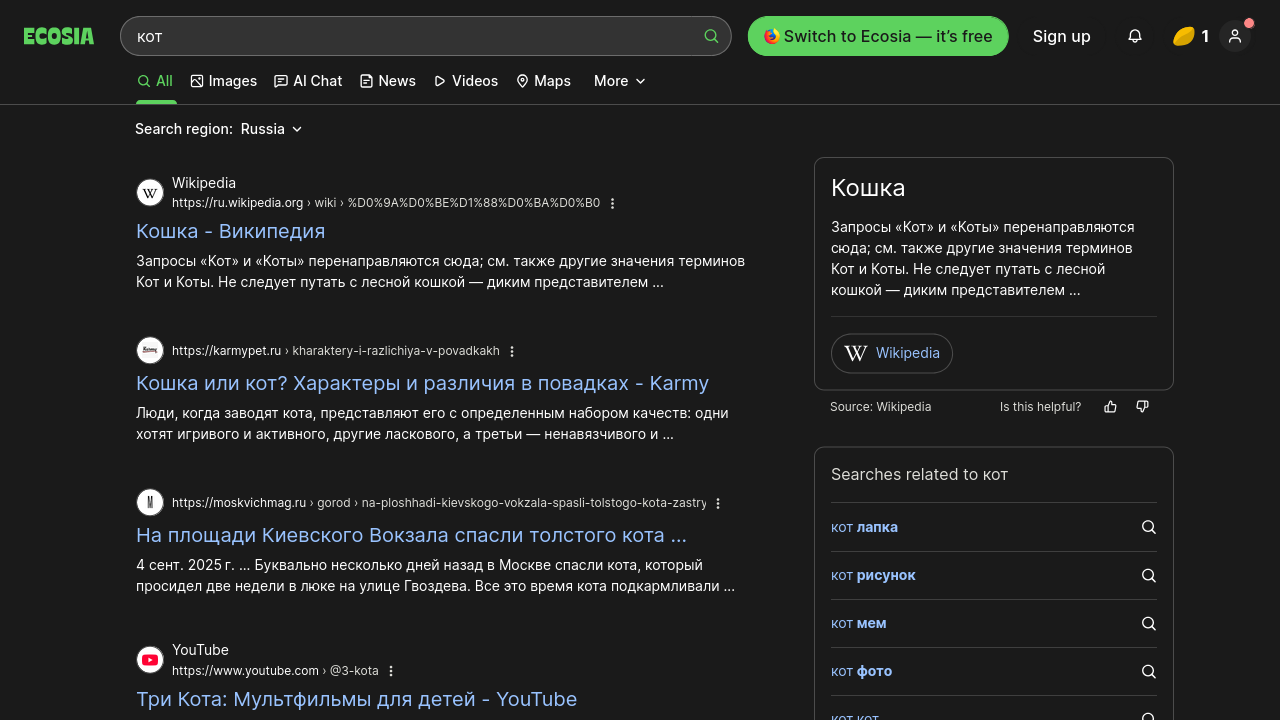 ECOSIA
кот
Switch to Ecosia — it's free
Sign up
1
All
Images
AI Chat
News
Videos
Maps
More
Search region: Russia
Wikipedia
https://ru.wikipedia.org › wiki › %D0%9A%D0%BE%D1%88%D0%BA%D0%B0
Кошка - Википедия
Запросы «Кот» и «Коты» перенаправляются сюда; см. также другие значения терминов
Кот и Коты. Не следует путать с лесной кошкой — диким представителем ...
https://karmypet.ru › kharaktery-i-razlichiya-v-povadkakh
Кошка или кот? Характеры и различия в повадках - Karmy
Люди, когда заводят кота, представляют его с определенным набором качеств: одни
хотят игривого и активного, другие ласкового, а третьи — ненавязчивого и ...
https://moskvichmag.ru › gorod › na-ploshhadi-kievskogo-vokzala-spasli-tolstogo-kota-zastry
На площади Киевского Вокзала спасли толстого кота ...
4 сент. 2025 г. ... Буквально несколько дней назад в Москве спасли кота, который
просидел две недели в люке на улице Гвоздева. Все это время кота подкармливали ...
YouTube
https://www.youtube.com › @3-kota
Три Кота: Мультфильмы для детей - YouTube
Кошка
Запросы «Кот» и «Коты» перенаправляются
сюда; см. также другие значения терминов
Кот и Коты. Не следует путать с лесной
кошкой — диким представителем ...
W Wikipedia
Source: Wikipedia
Is this helpful?
Searches related to кот
кот лапка
кот рисунок
кот мем
кот фото
кот кот